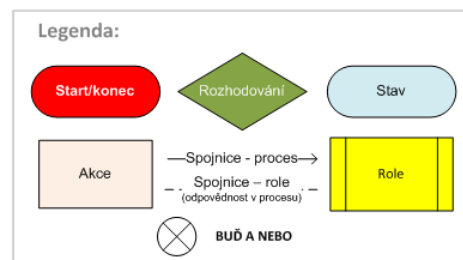 Legenda:
Start/konec
Rozhodování
Stav
Akce
Spojnice - proces
Spojnice – role
(odpovědnost v procesu)
Role
BUĎ A NEBO